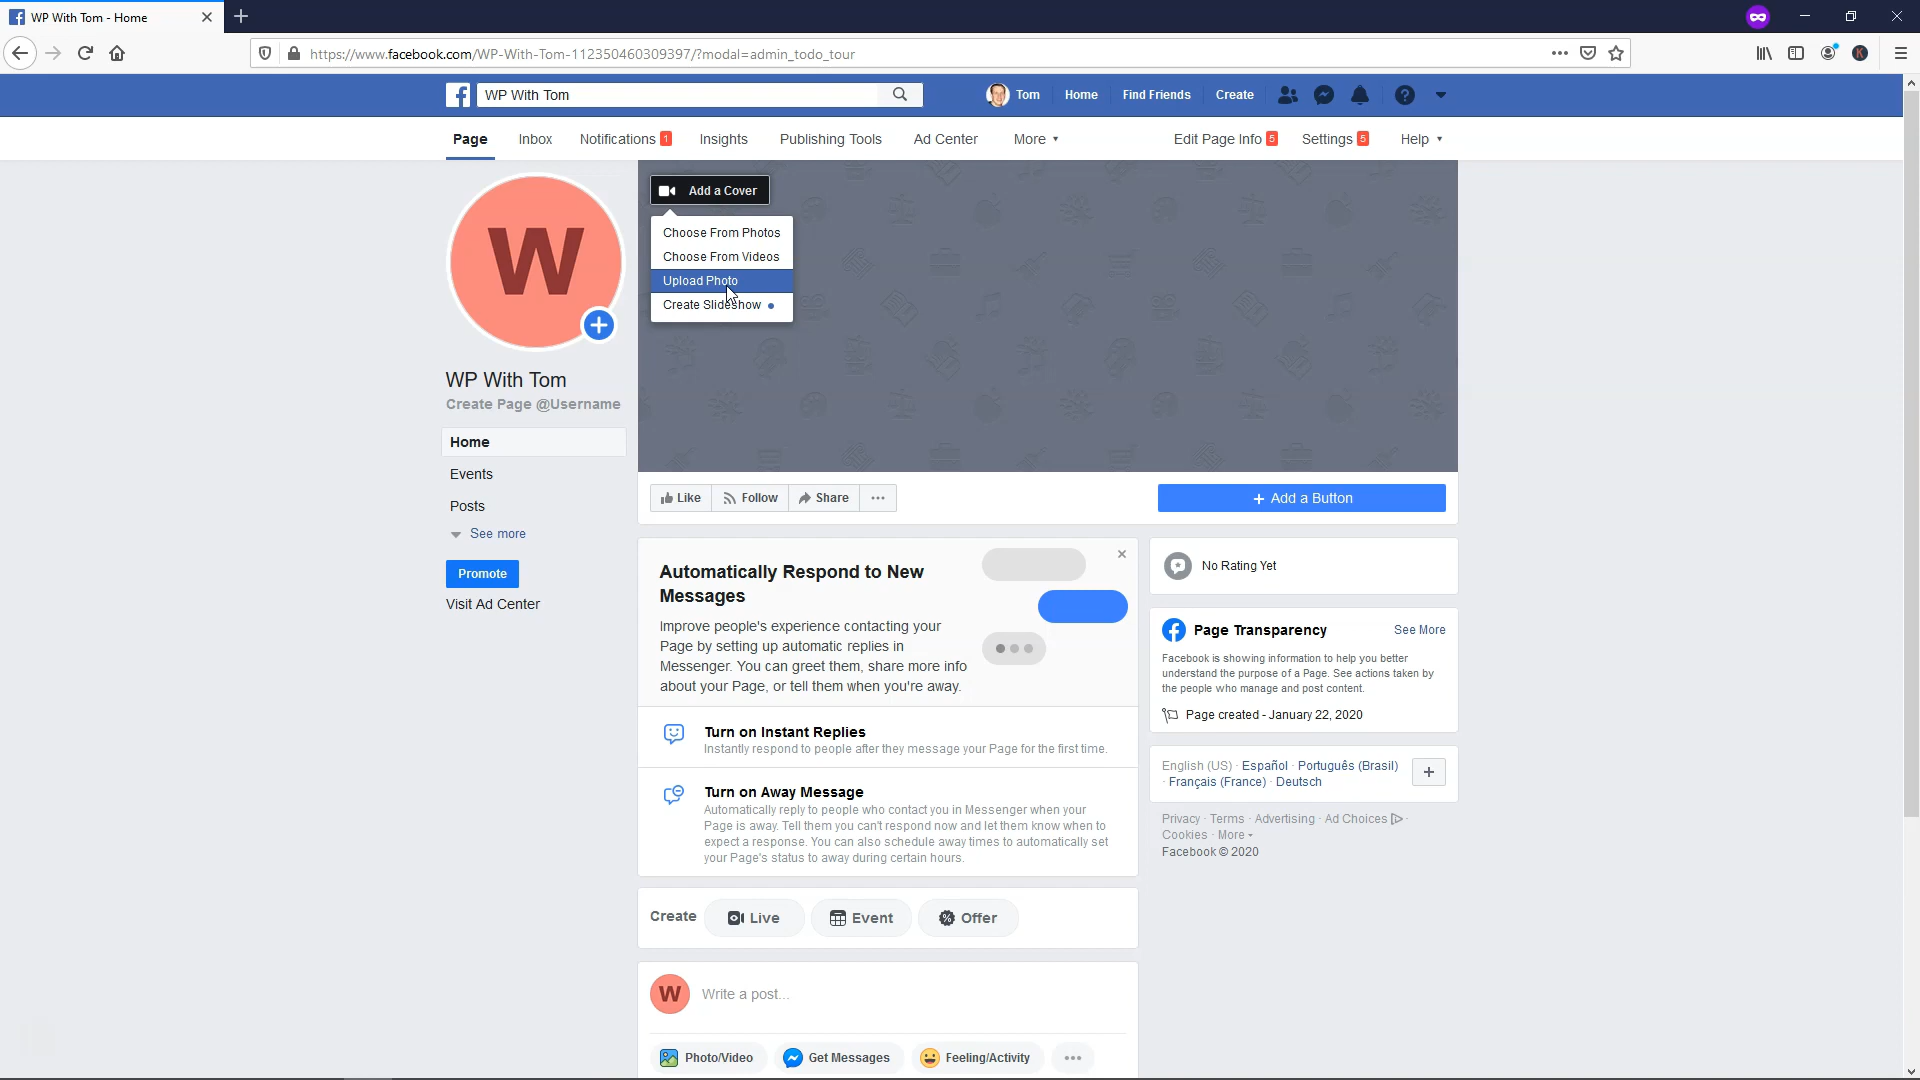 WP With Tom - Home
https://www.facebook.com/WP-With-Tom-112350460309397/?modal=admin_todo_tour
K
WP With Tom
Tom Home Find Friends Create
Page Inbox Notifications 1 Insights Publishing Tools Ad Center More Edit Page Info 5 Settings 5 Help
Add a Cover
Choose From Photos
Choose From Videos
Upload Photo
Create Slideshow
W
WP With Tom
Create Page @Username
Home
Events
Posts
See more
Promote
Visit Ad Center
Like Follow Share
+ Add a Button
Automatically Respond to New
Messages
Improve people's experience contacting your
Page by setting up automatic replies in
Messenger. You can greet them, share more info
about your Page, or tell them when you're away.
Turn on Instant Replies
Instantly respond to people after they message your Page for the first time.
Turn on Away Message
Automatically reply to people who contact you in Messenger when your
Page is away. Tell them you can't respond now and let them know when to
expect a response. You can also schedule away times to automatically set
your Page's status to away during certain hours.
Create Live Event Offer
W Write a post...
Photo/Video Get Messages Feeling/Activity
No Rating Yet
Page Transparency See More
Facebook is showing information to help you better
understand the purpose of a Page. See actions taken by
the people who manage and post content.
Page created - January 22, 2020
English (US) · Español · Português (Brasil)
· Français (France) · Deutsch
Privacy · Terms · Advertising · Ad Choices ·
Cookies · More
Facebook © 2020